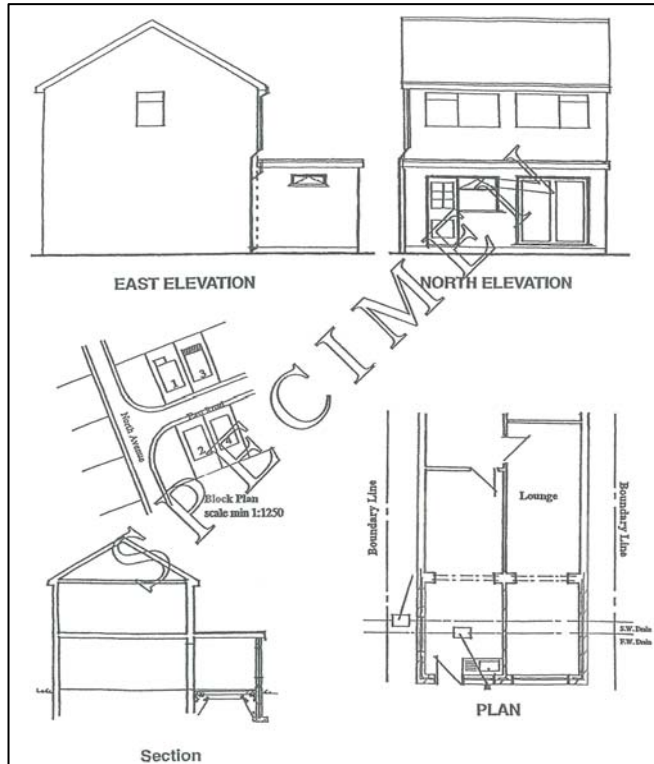 EAST ELEVATION
NORTH ELEVATION
SPECIMEN
1
3
North Avenue
2
4
Block Plan
scale min 1:1250
Boundary Line
Lounge
Boundary Line
S.W. Drain
F.W. Drain
PLAN
Section